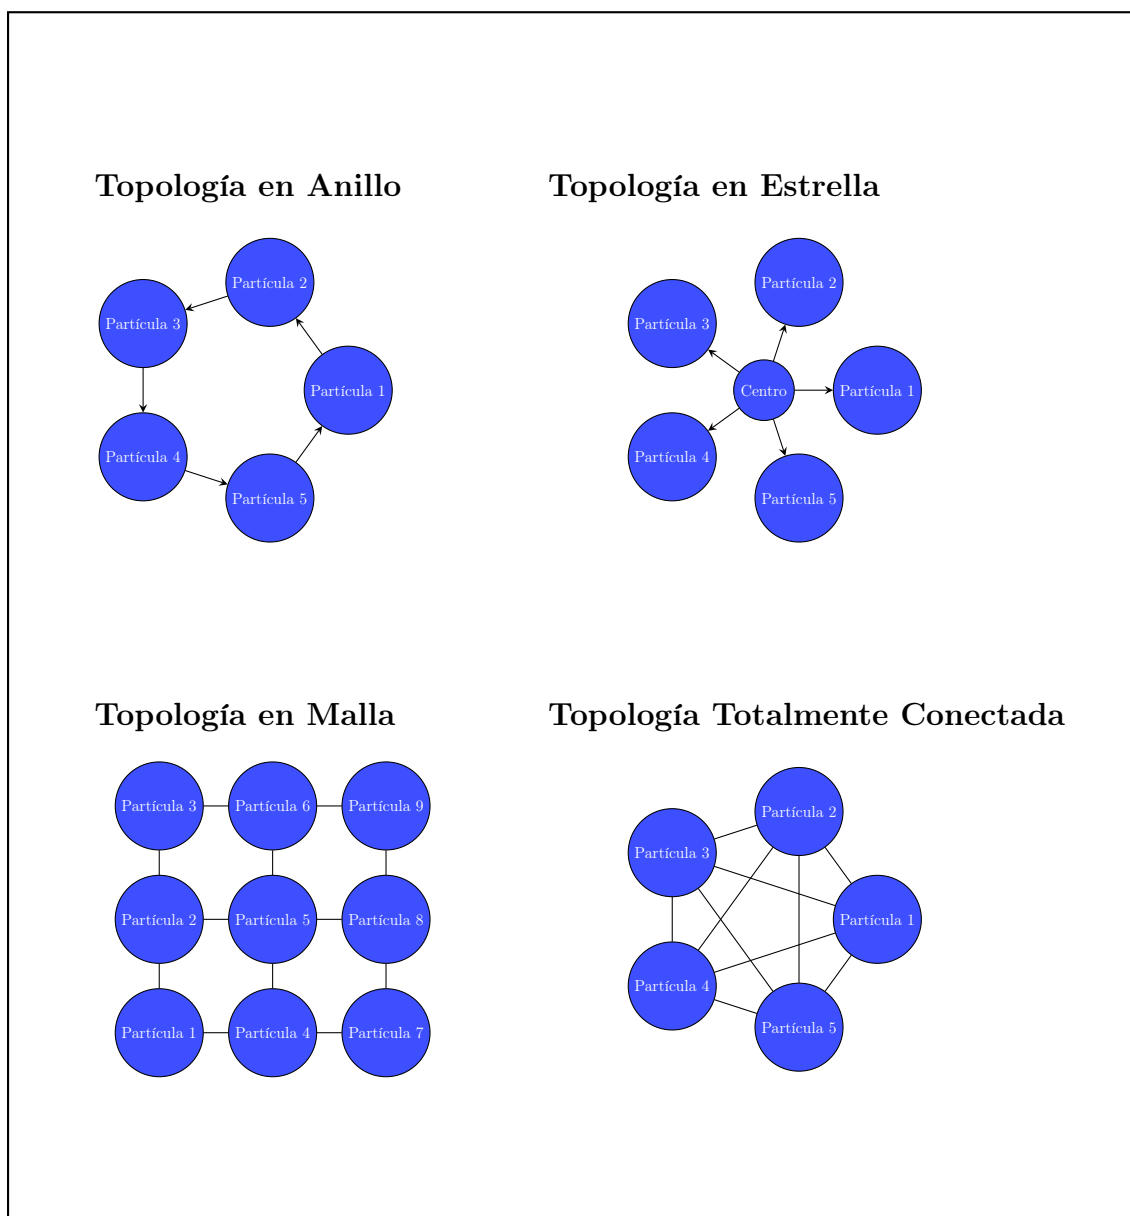 Topología en Anillo
Partícula 2
Partícula 3
Partícula 1
Partícula 4
Partícula 5
Topología en Estrella
Partícula 2
Partícula 3
Centro
Partícula 1
Partícula 4
Partícula 5
Topología en Malla
Partícula 3
Partícula 6
Partícula 9
Partícula 2
Partícula 5
Partícula 8
Partícula 1
Partícula 4
Partícula 7
Topología Totalmente Conectada
Partícula 2
Partícula 3
Partícula 1
Partícula 4
Partícula 5